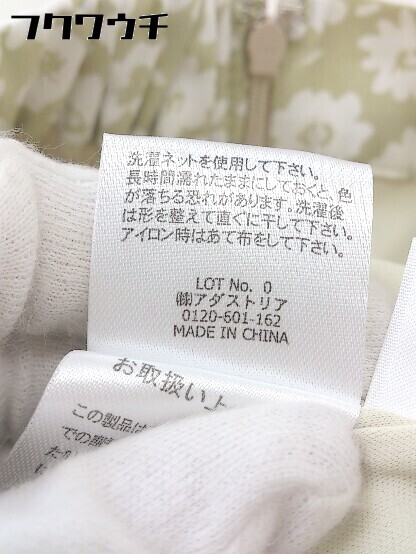 フクワウチ
洗濯ネットを使用して下さい。
長時間濡れたままにしておくと、色
が落ちる恐れがあります。洗濯後
は形を整えて直ぐに干して下さい。
アイロン時はあて布をして下さい。
LOT No. 0
㈱アダストリア
0120-601-162
MADE IN CHINA
お取扱い上
この製品は
での